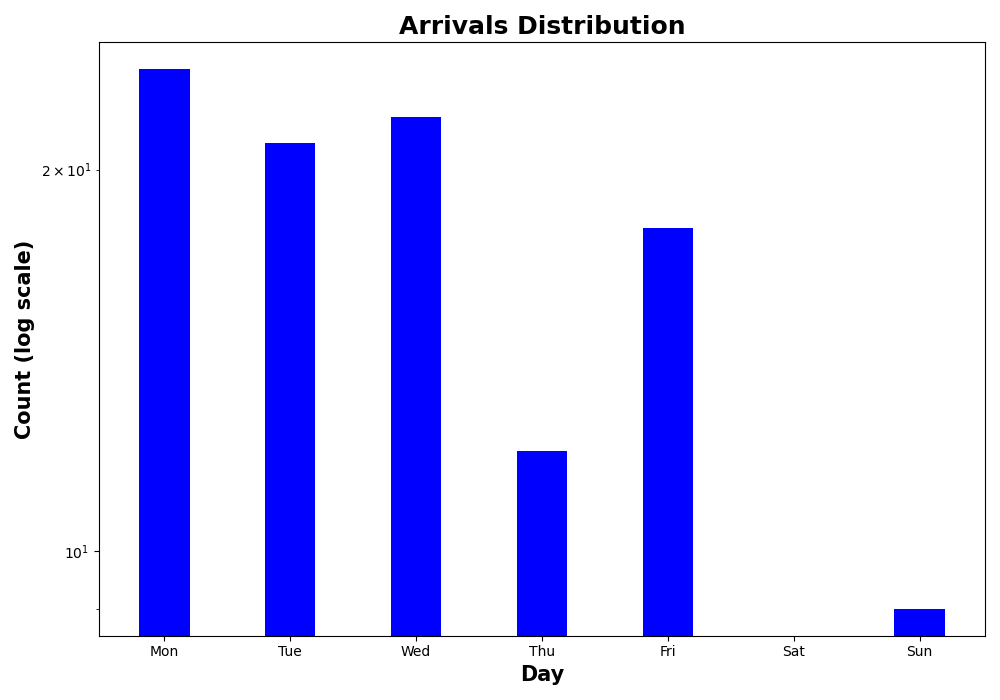 Arrivals Distribution
2 × 10¹
10¹
Count (log scale)
Mon Tue Wed Thu Fri Sat Sun
Day